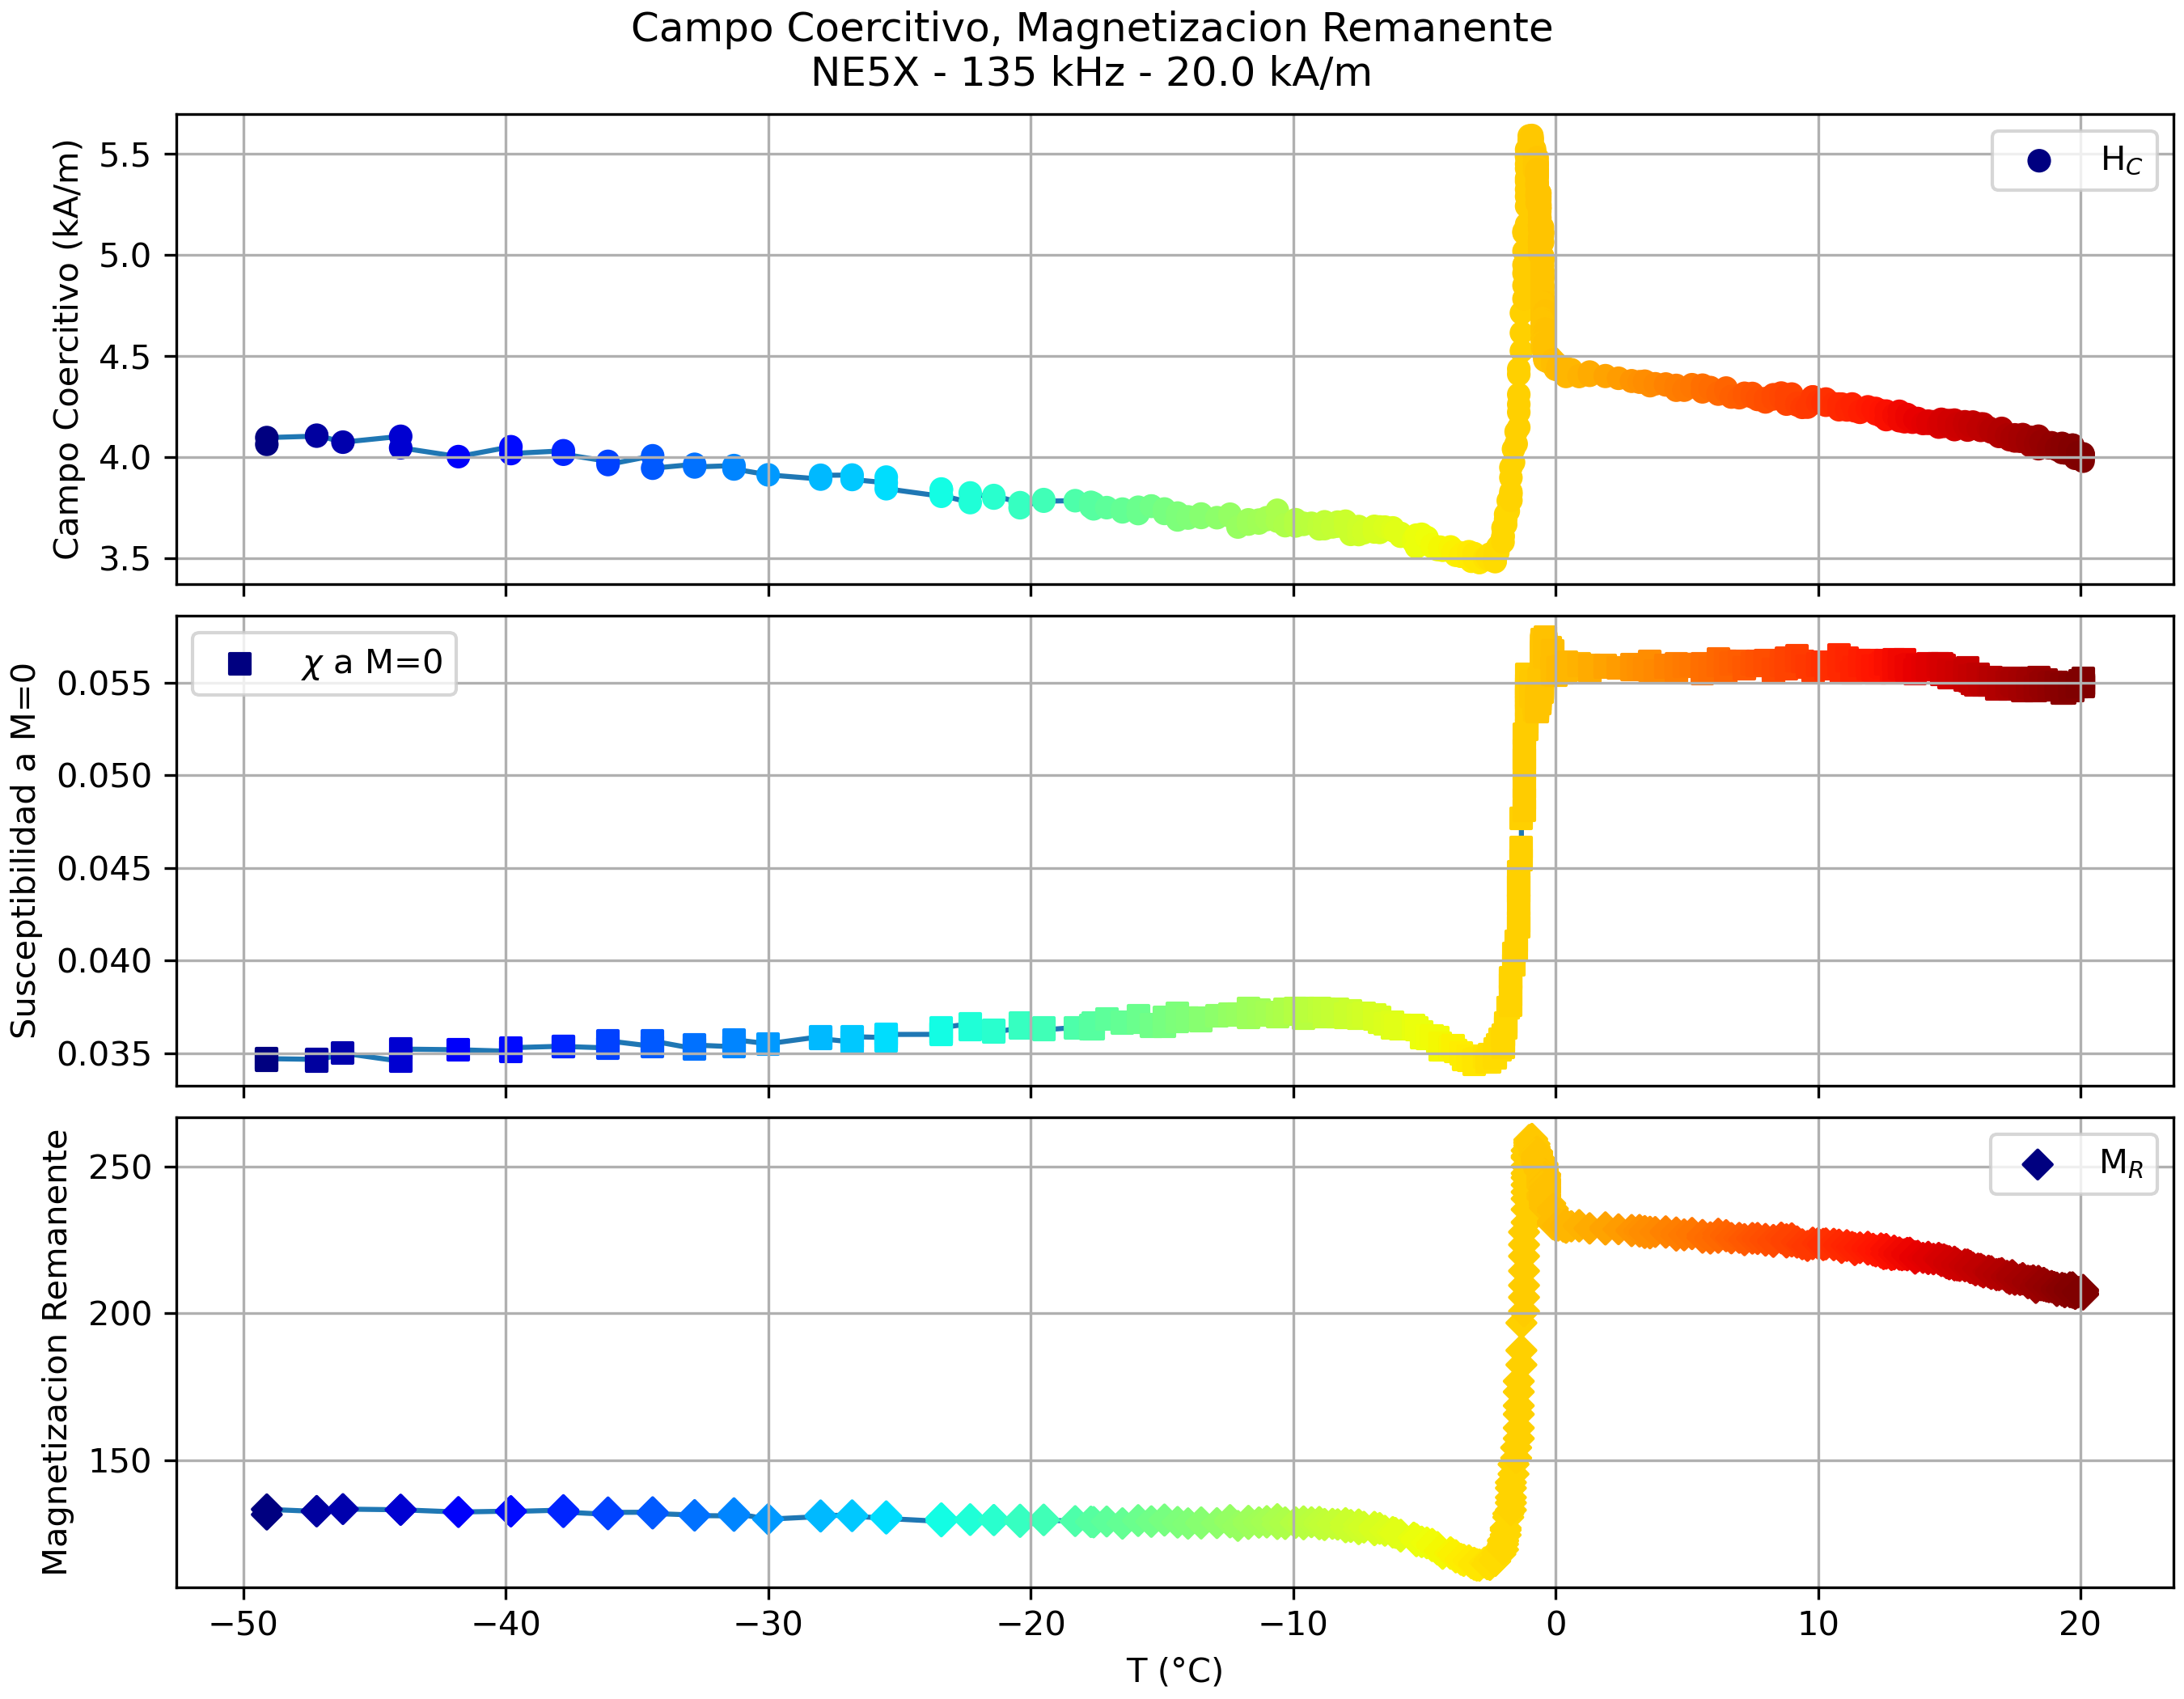 Campo Coercitivo, Magnetizacion Remanente
NE5X - 135 kHz - 20.0 kA/m
Campo Coercitivo (kA/m)
5.5
5.0
4.5
4.0
3.5
H_C
Susceptibilidad a M=0
0.055
0.050
0.045
0.040
0.035
χ a M=0
Magnetizacion Remanente
250
200
150
M_R
−50 −40 −30 −20 −10 0 10 20
T (°C)